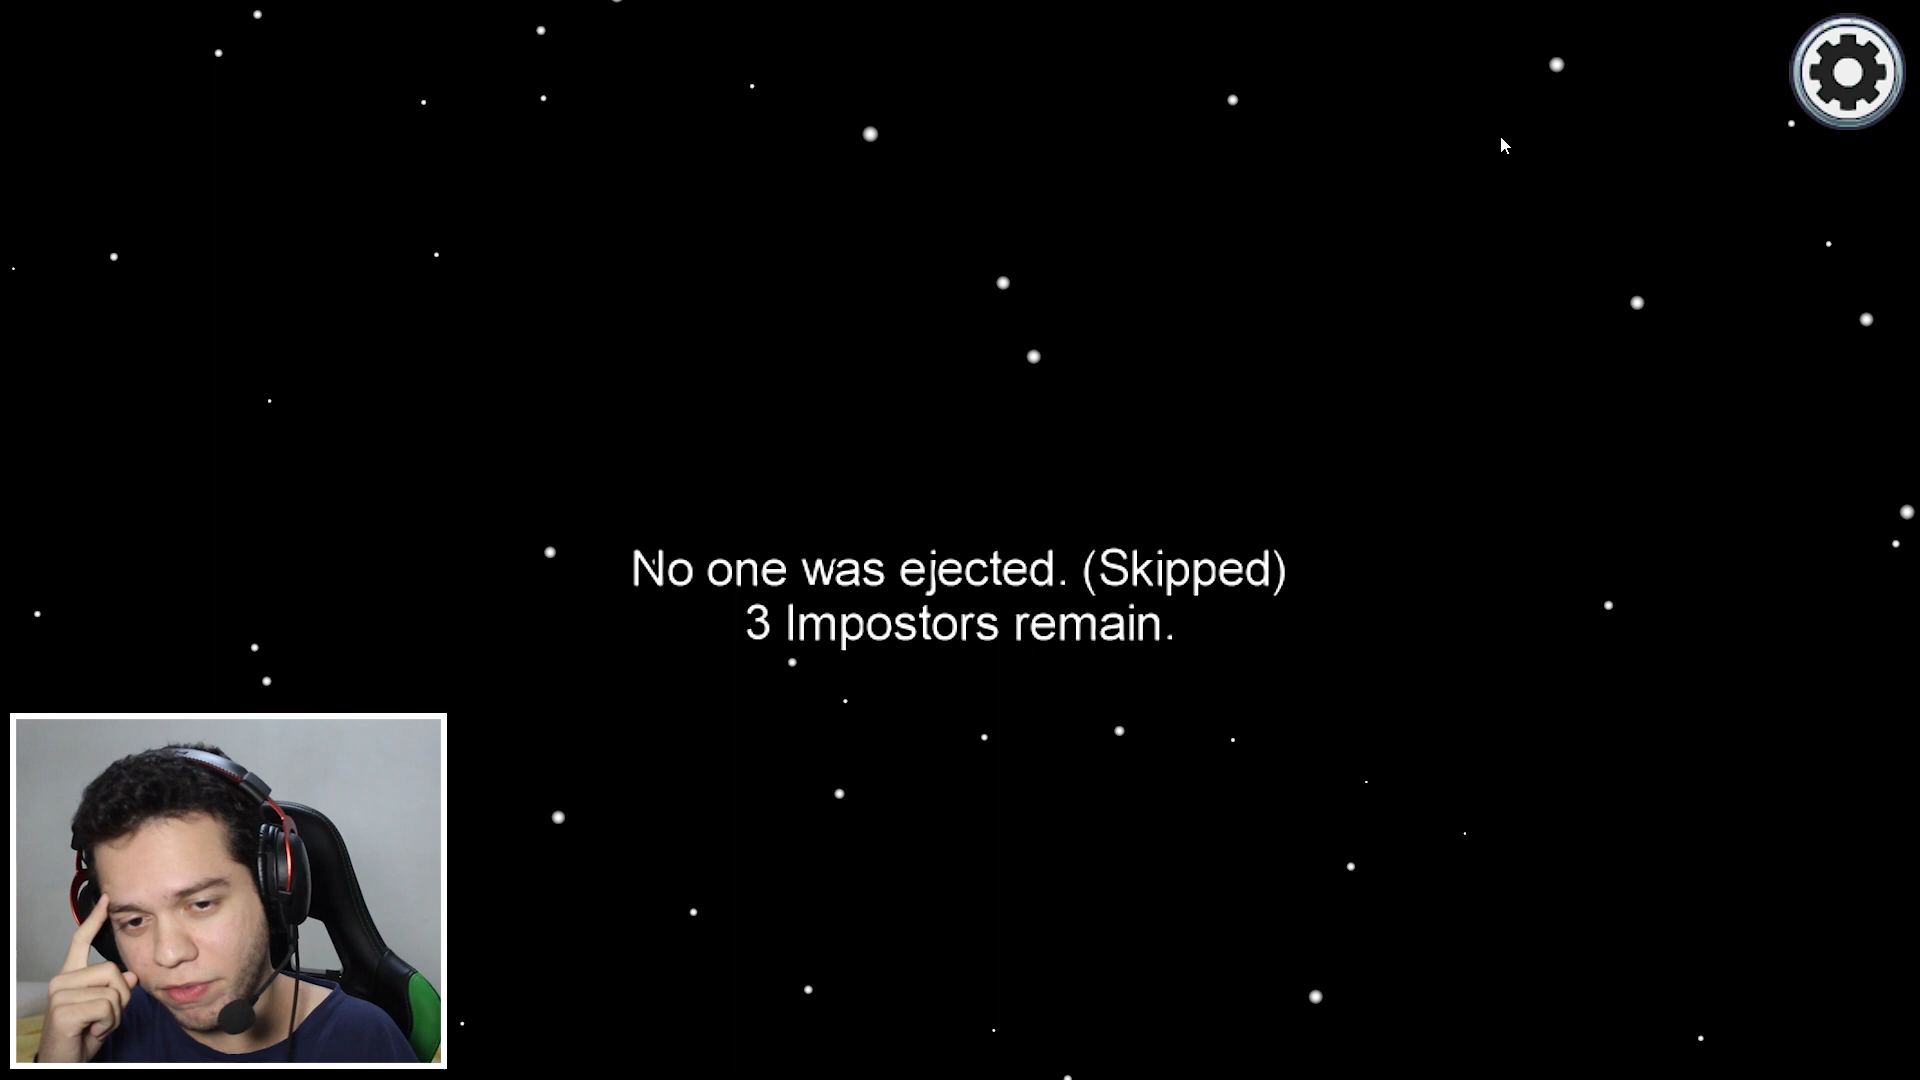 No one was ejected. (Skipped)
3 Impostors remain.